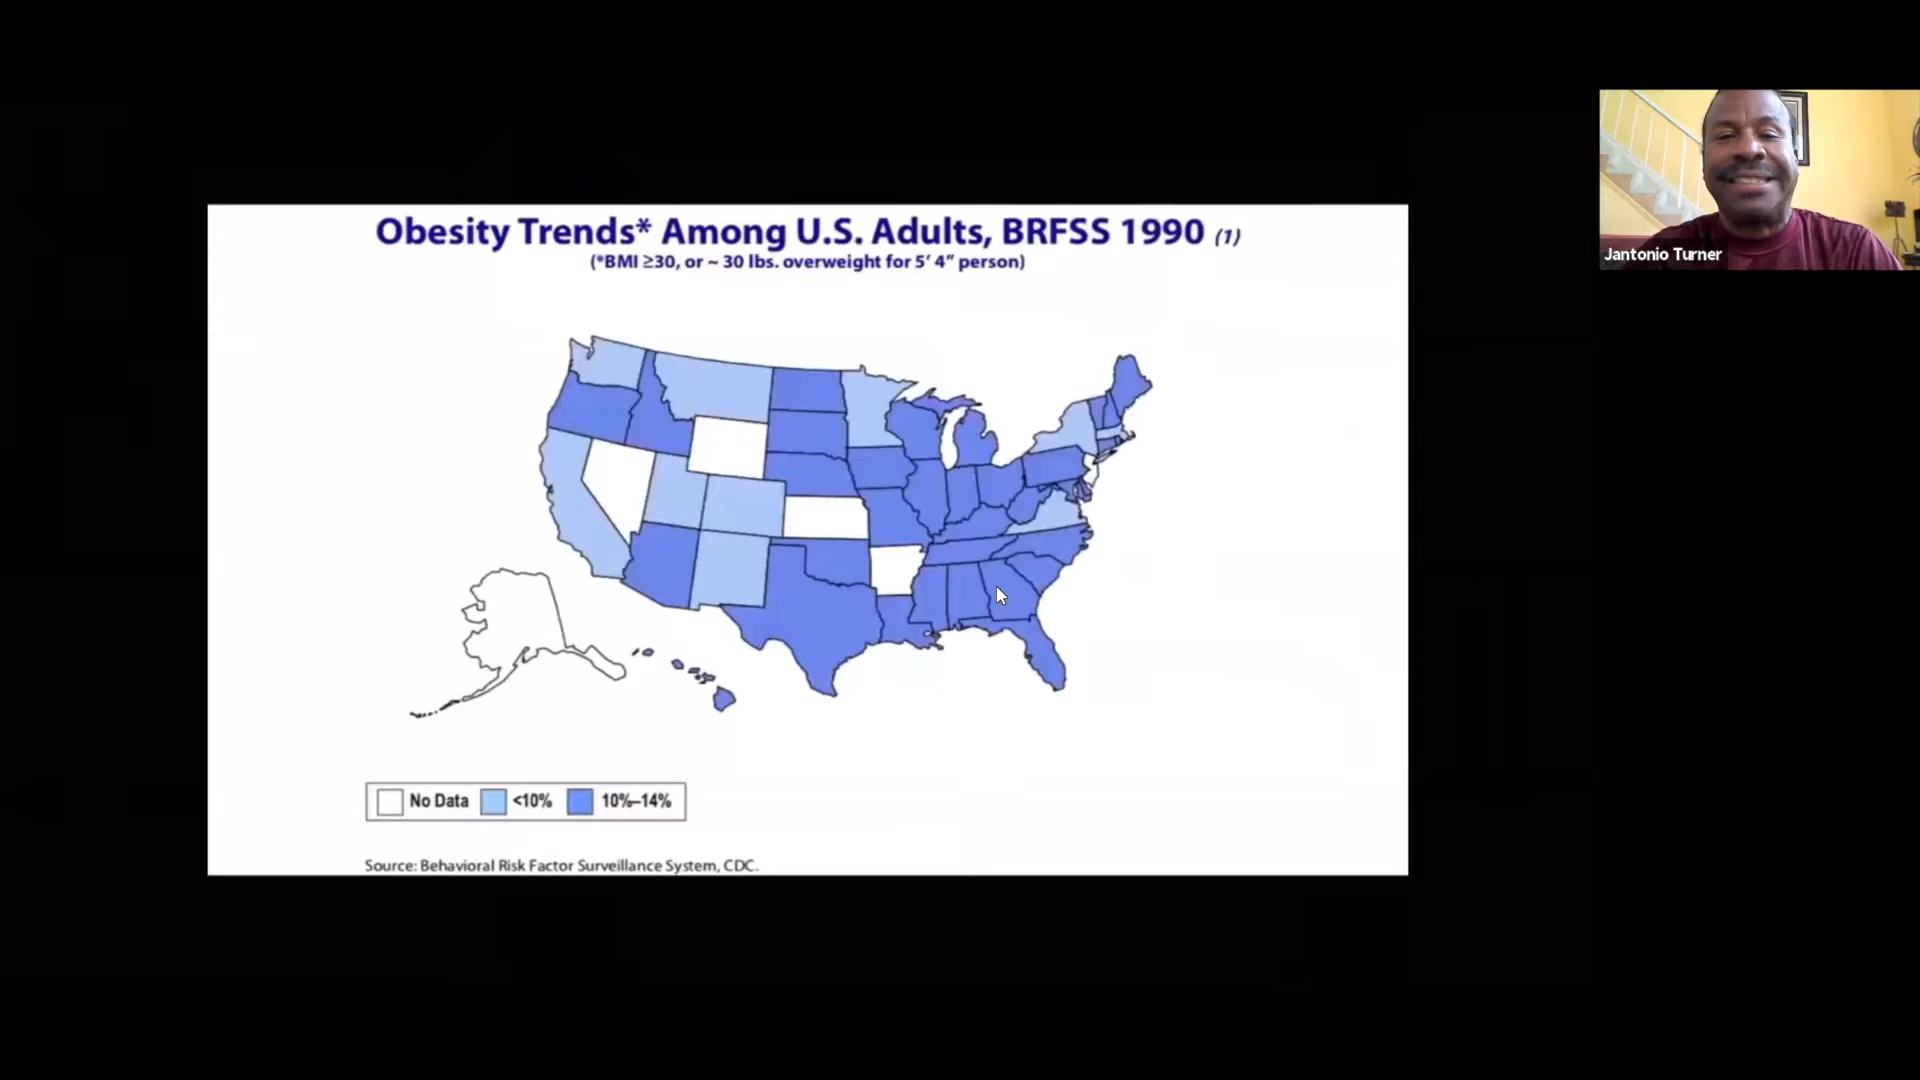 Obesity Trends* Among U.S. Adults, BRFSS 1990 (1)
(*BMI ≥30, or ~ 30 lbs. overweight for 5' 4" person)
Jantonio Turner
No Data <10% 10%–14%
Source: Behavioral Risk Factor Surveillance System, CDC.